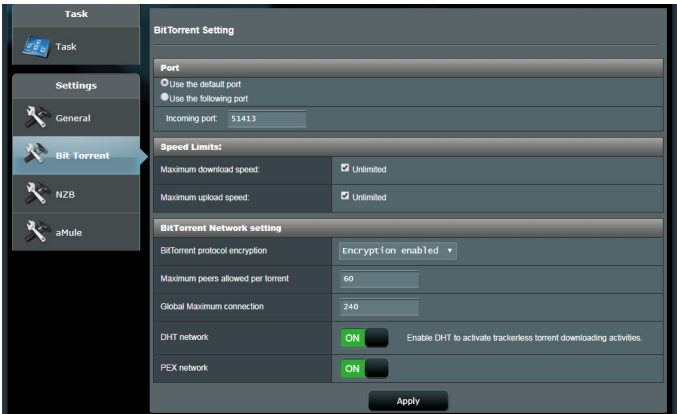 Task
Task
Settings
General
Bit Torrent
NZB
aMule
BitTorrent Setting
Port
Use the default port
Use the following port
Incoming port: 51413
Speed Limits:
Maximum download speed: Unlimited
Maximum upload speed: Unlimited
BitTorrent Network setting
BitTorrent protocol encryption Encryption enabled
Maximum peers allowed per torrent 60
Global Maximum connection 240
DHT network ON Enable DHT to activate trackerless torrent downloading activities.
PEX network ON
Apply